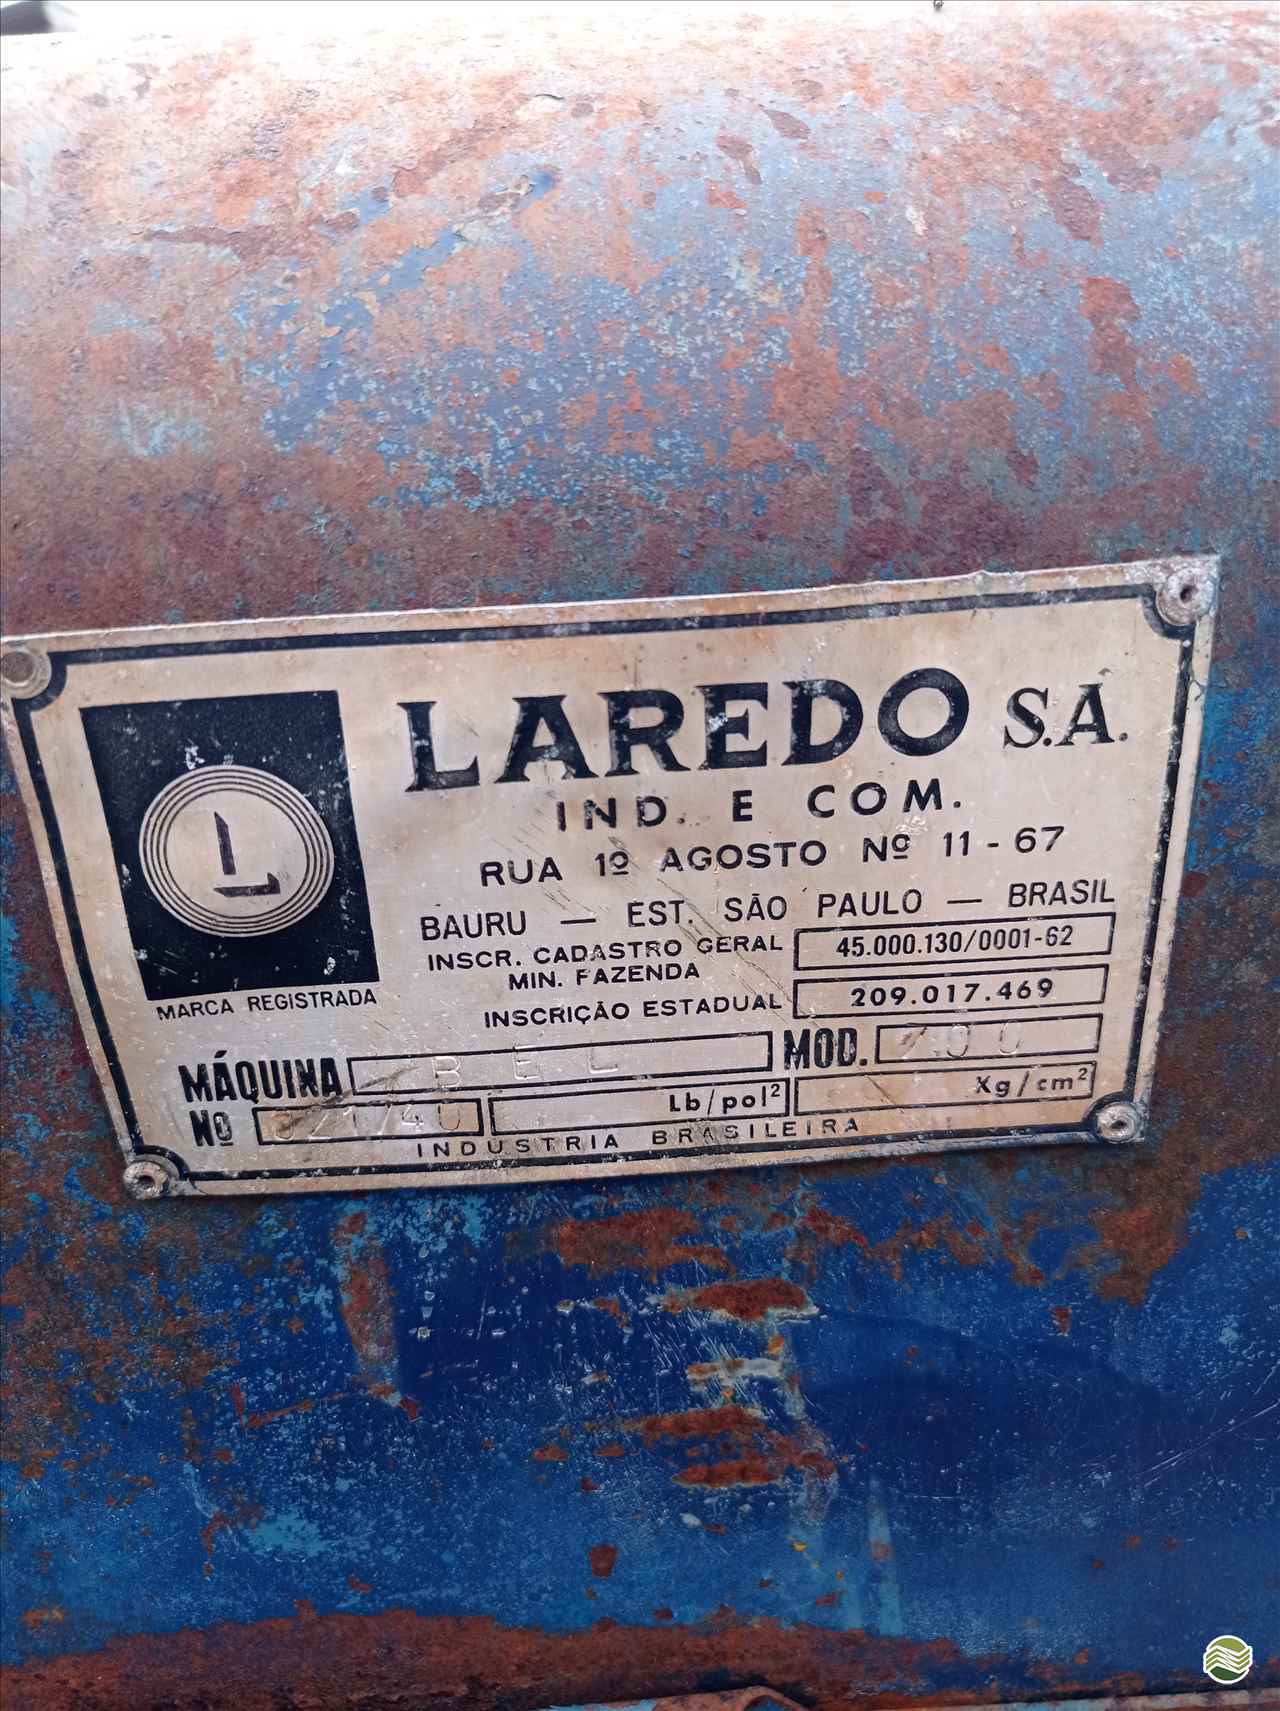 LAREDO S.A.
IND. E COM.
RUA 1º AGOSTO Nº 11-67
BAURU — EST. SÃO PAULO — BRASIL
INSCR. CADASTRO GERAL MIN. FAZENDA 45.000.130/0001-62
INSCRIÇÃO ESTADUAL 209.017.469
L
MARCA REGISTRADA
MÁQUINA BEL MOD.
Nº Lb/pol² Kg/cm²
INDUSTRIA BRASILEIRA